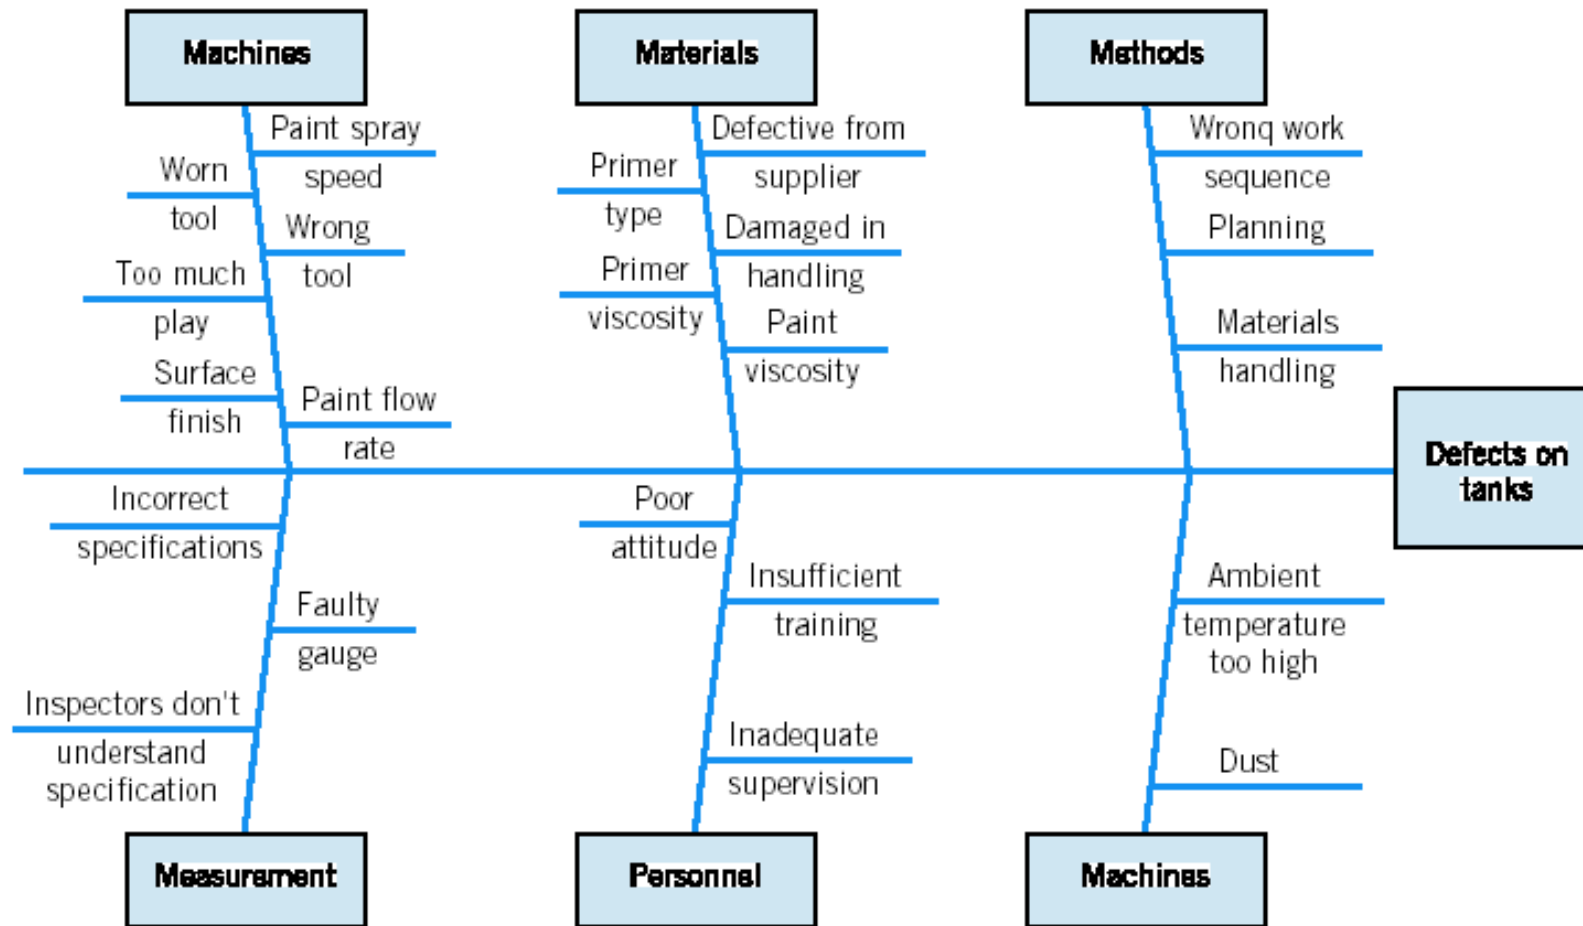 Machines
Materials
Methods
Paint spray
speed
Worn
tool
Wrong
tool
Too much
play
Surface
finish
Paint flow
rate
Defective from
supplier
Primer
type
Damaged in
handling
Primer
viscosity
Paint
viscosity
Wronq work
sequence
Planning
Materials
handling
Defects on
tanks
Incorrect
specifications
Faulty
gauge
Inspectors don't
understand
specification
Poor
attitude
Insufficient
training
Inadequate
supervision
Ambient
temperature
too high
Dust
Measurement
Personnel
Machines